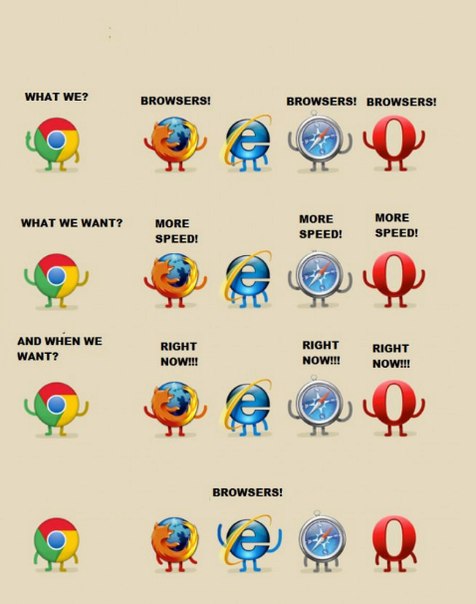 WHAT WE?
BROWSERS!
BROWSERS!
BROWSERS!
WHAT WE WANT?
MORE
SPEED!
MORE
SPEED!
MORE
SPEED!
AND WHEN WE
WANT?
RIGHT
NOW!!!
RIGHT
NOW!!!
RIGHT
NOW!!!
BROWSERS!